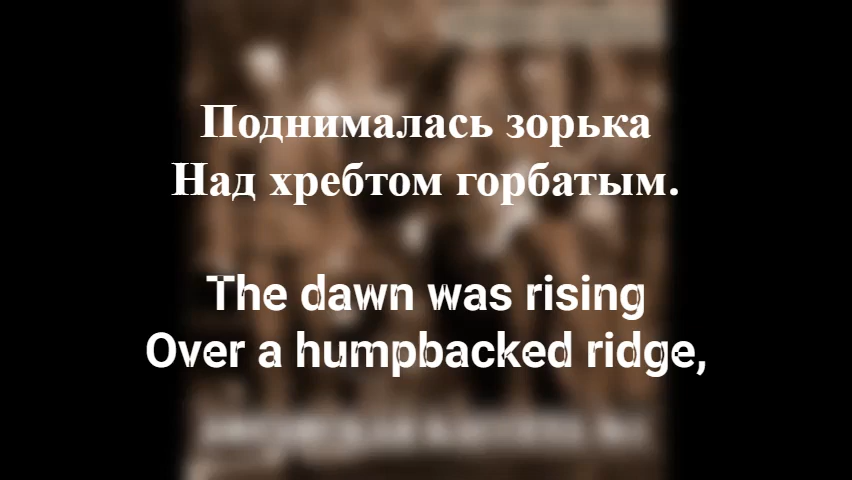 Поднималась зорька
Над хребтом горбатым.
The dawn was rising
Over a humpbacked ridge,